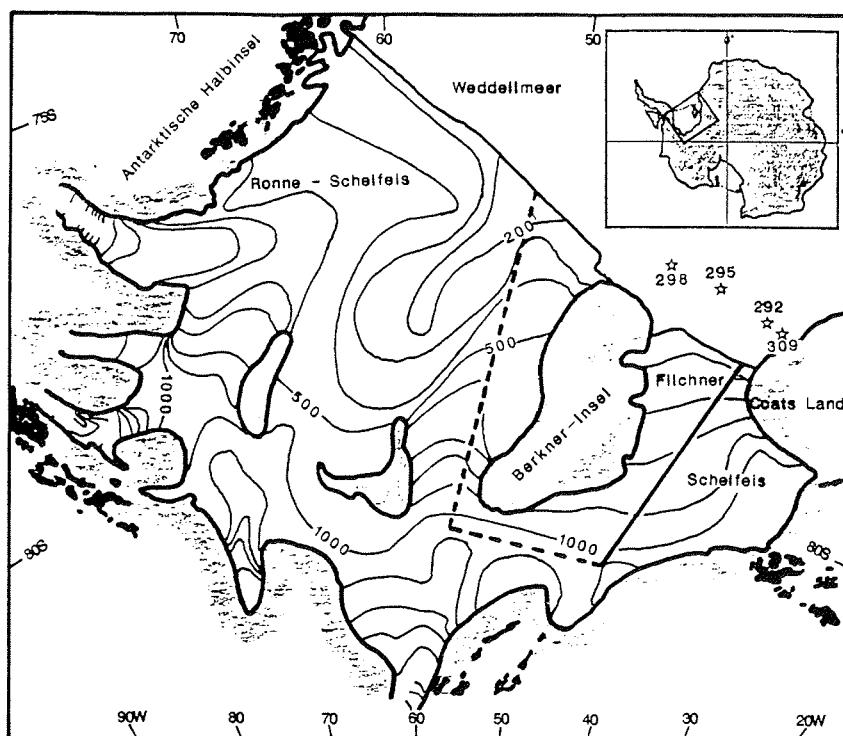 70
60
50
0°
75S
Antarktische Halbinsel
Weddellmeer
Ronne - Schelfeis
200
298
295
292
309
500
1000
500
Filchner
Coats Land
Berkner-Insel
Schelfeis
1000
1000
80S
80S
90W
80
70
60
50
40
30
20W